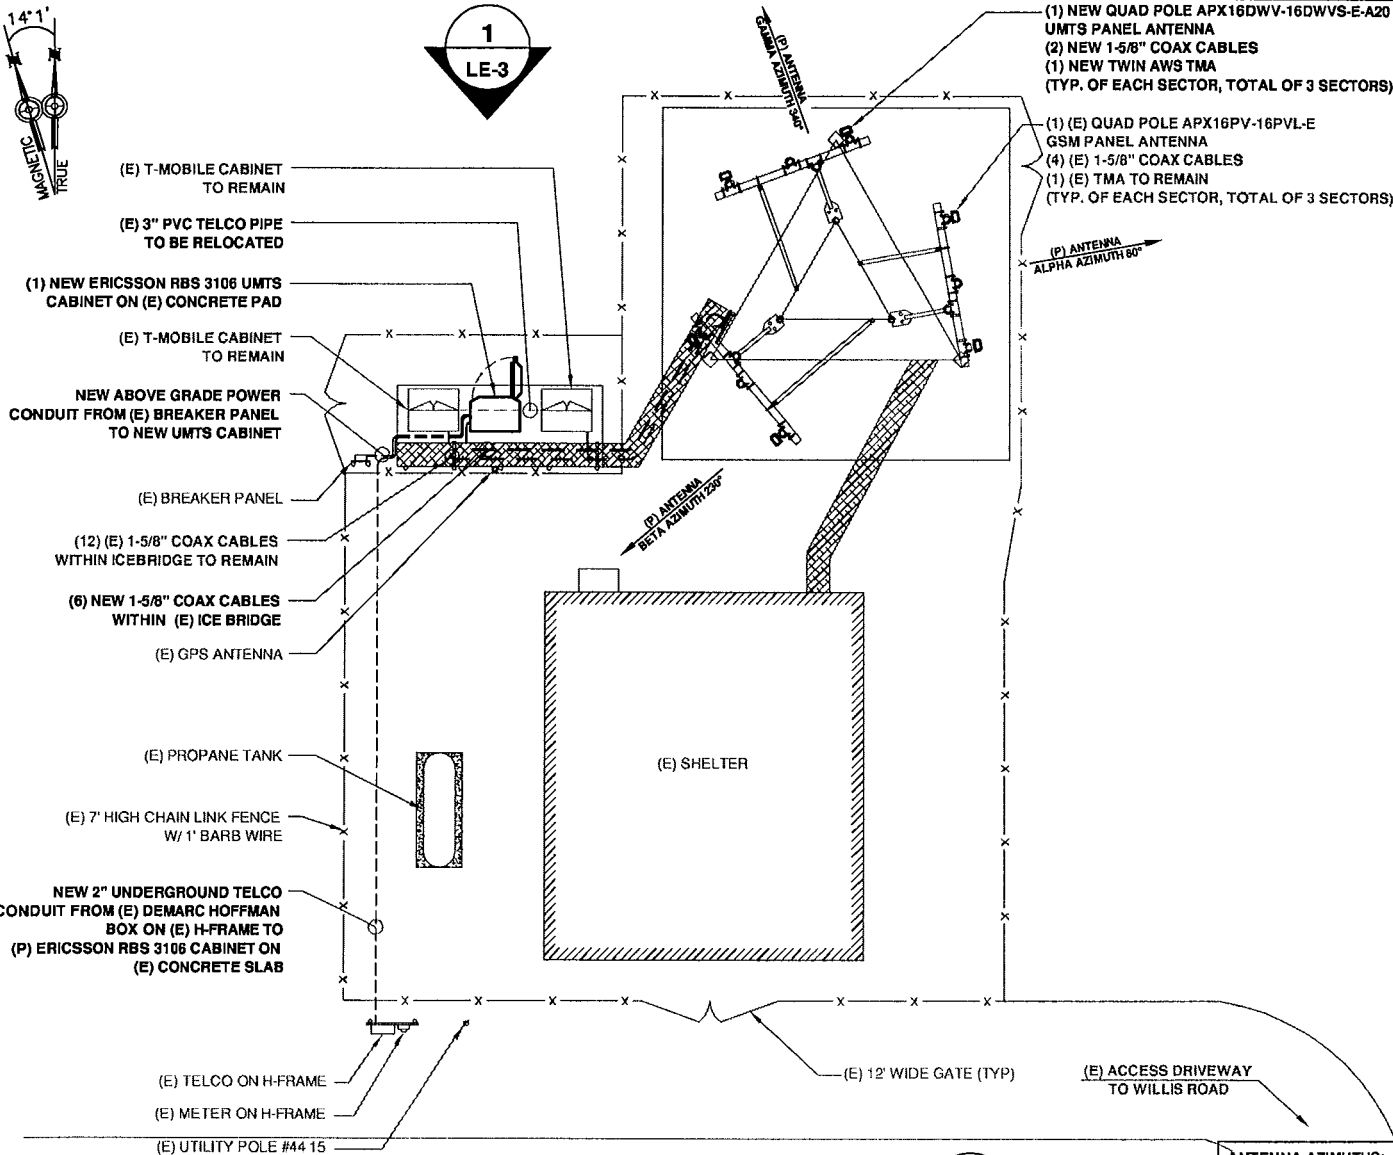 14°1'
MAGNETIC
TRUE
1
LE-3
(P) ANTENNA
GAMMA AZIMUTH 340°
(1) NEW QUAD POLE APX16DWV-16DWVS-E-A20
UMTS PANEL ANTENNA
(2) NEW 1-5/8" COAX CABLES
(1) NEW TWIN AWS TMA
(TYP. OF EACH SECTOR, TOTAL OF 3 SECTORS)
(1) (E) QUAD POLE APX16PV-16PVL-E
GSM PANEL ANTENNA
(4) (E) 1-5/8" COAX CABLES
(1) (E) TMA TO REMAIN
(TYP. OF EACH SECTOR, TOTAL OF 3 SECTORS)
(P) ANTENNA
ALPHA AZIMUTH 80°
(E) T-MOBILE CABINET
TO REMAIN
(E) 3" PVC TELCO PIPE
TO BE RELOCATED
(1) NEW ERICSSON RBS 3106 UMTS
CABINET ON (E) CONCRETE PAD
(E) T-MOBILE CABINET
TO REMAIN
NEW ABOVE GRADE POWER
CONDUIT FROM (E) BREAKER PANEL
TO NEW UMTS CABINET
(E) BREAKER PANEL
(P) ANTENNA
BETA AZIMUTH 230°
(12) (E) 1-5/8" COAX CABLES
WITHIN ICEBRIDGE TO REMAIN
(6) NEW 1-5/8" COAX CABLES
WITHIN (E) ICE BRIDGE
(E) GPS ANTENNA
(E) PROPANE TANK
(E) SHELTER
(E) 7' HIGH CHAIN LINK FENCE
W/ 1' BARB WIRE
NEW 2" UNDERGROUND TELCO
CONDUIT FROM (E) DEMARC HOFFMAN
BOX ON (E) H-FRAME TO
(P) ERICSSON RBS 3106 CABINET ON
(E) CONCRETE SLAB
(E) TELCO ON H-FRAME
(E) METER ON H-FRAME
(E) UTILITY POLE #44 15
(E) 12' WIDE GATE (TYP)
(E) ACCESS DRIVEWAY
TO WILLIS ROAD
ANTENNA AZIMUTHS: